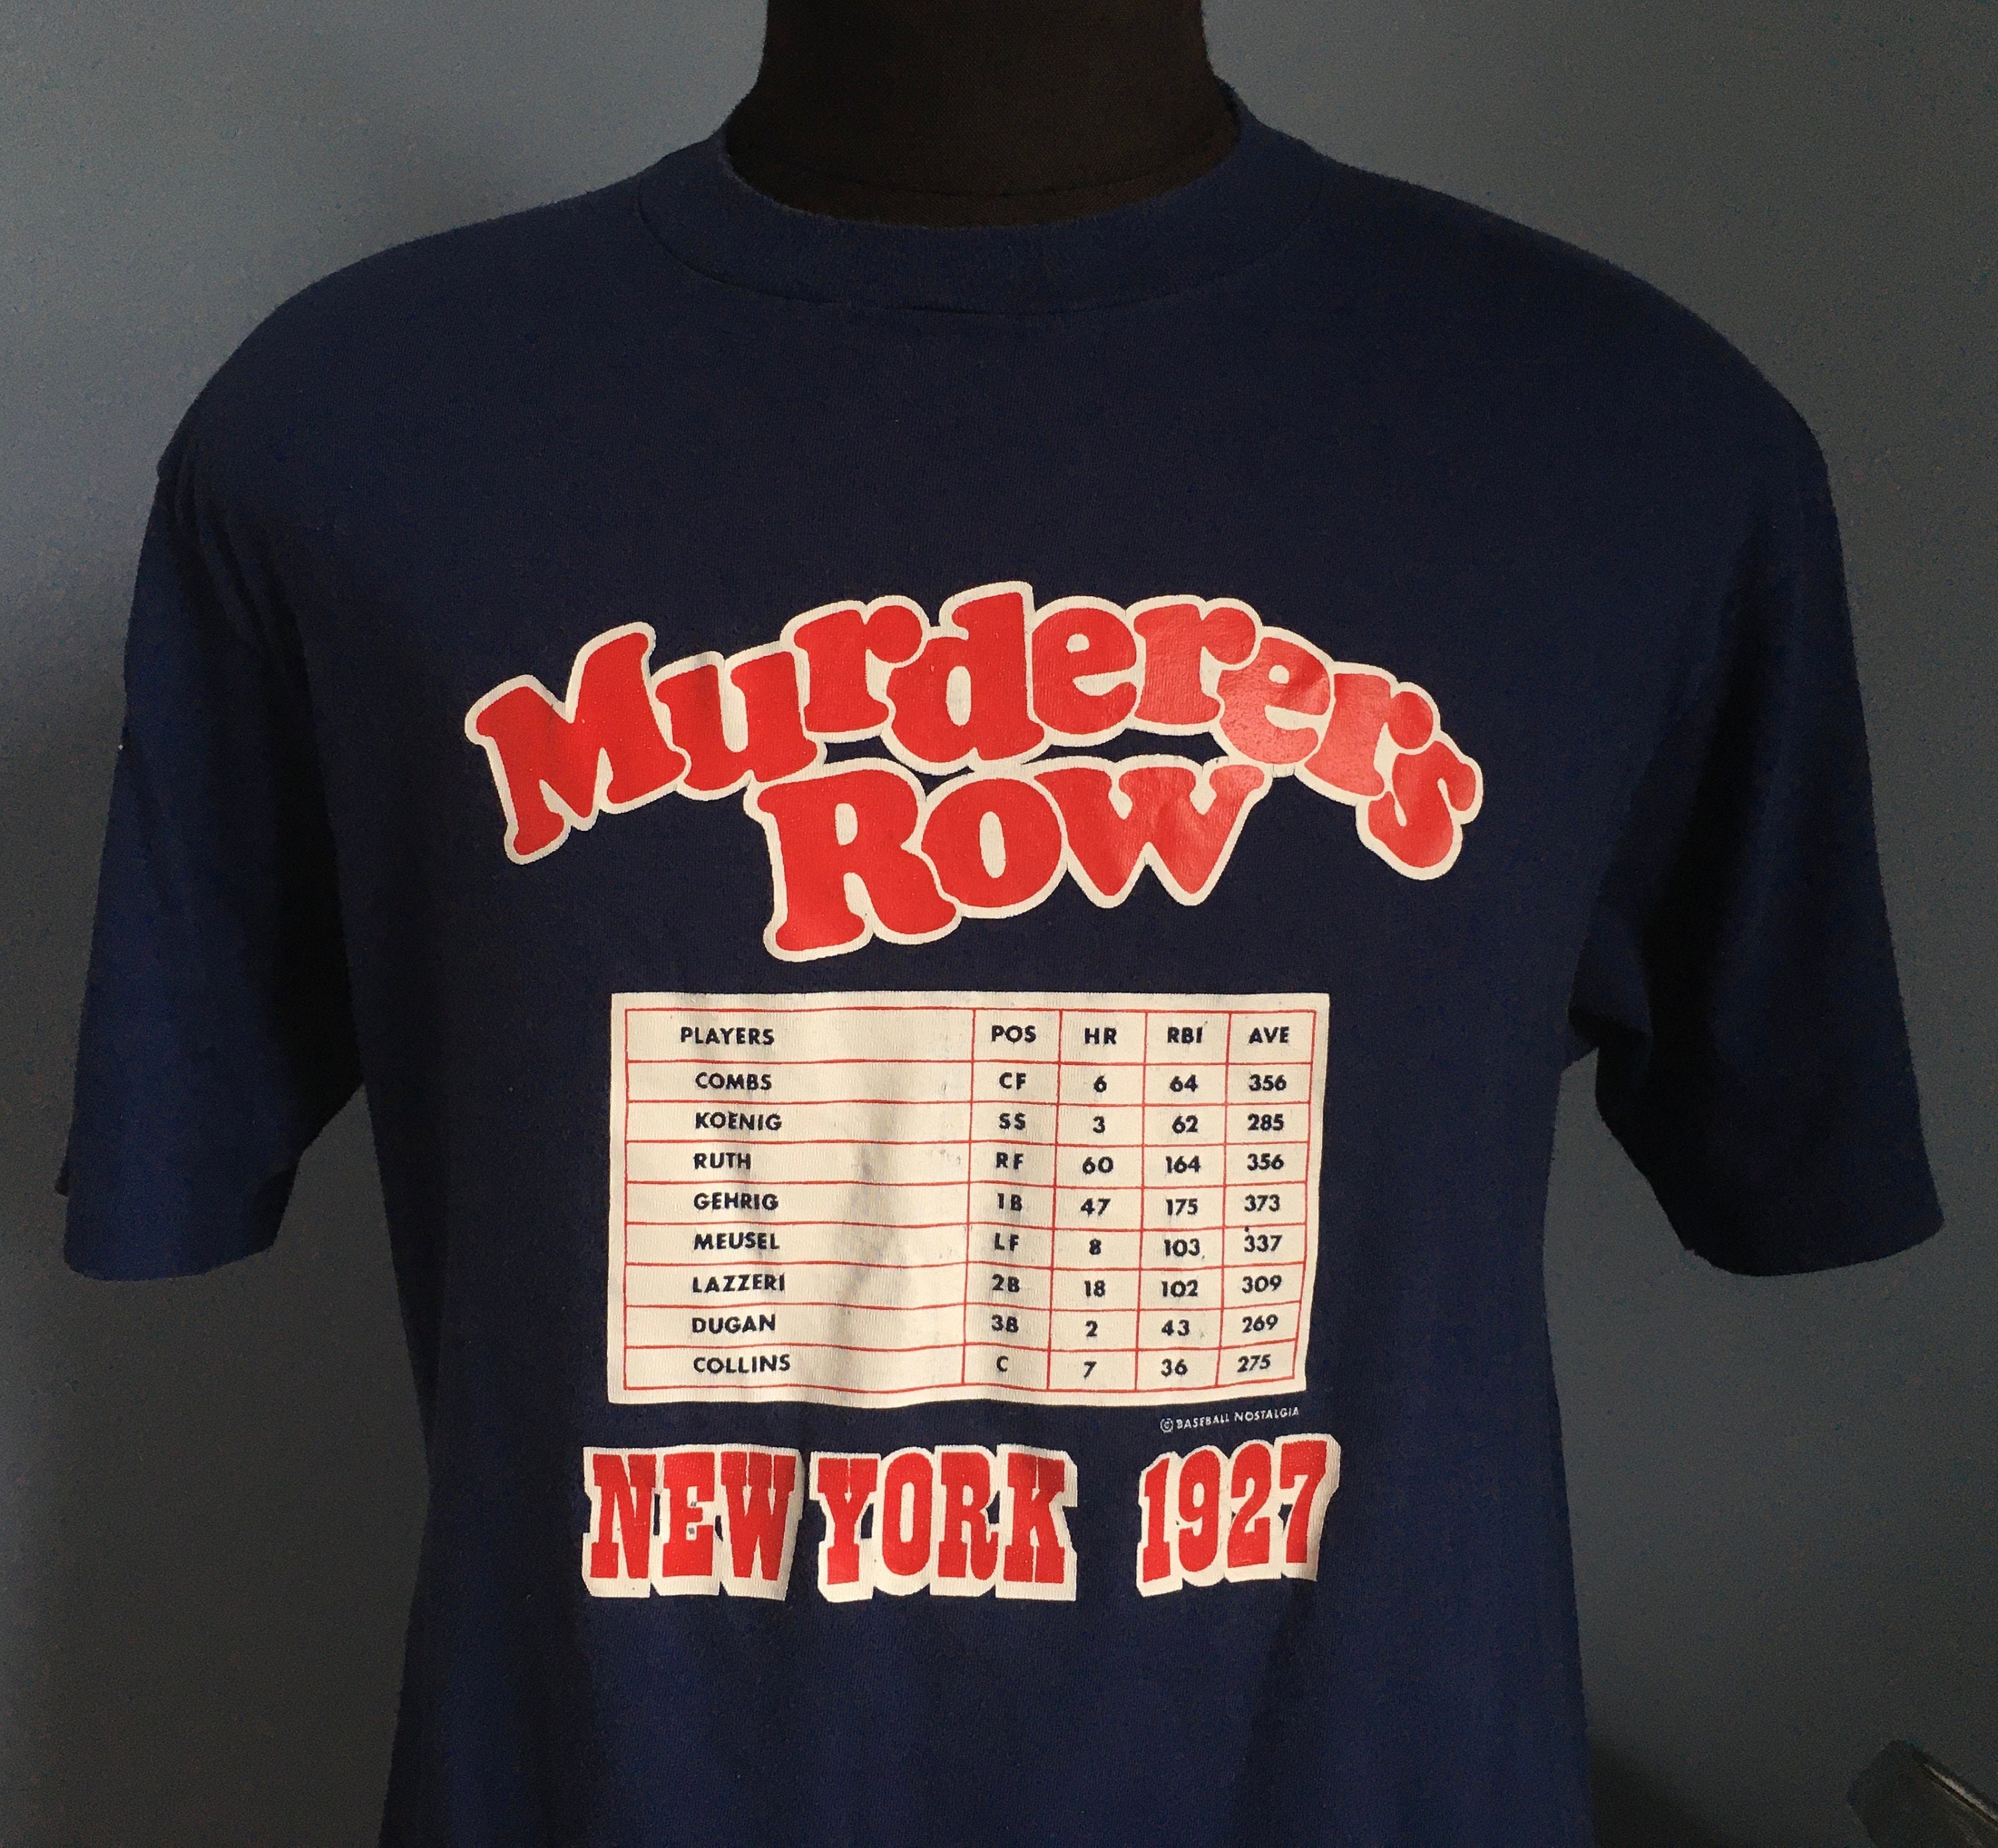 Murderers
Row
PLAYERS POS HR RBI AVE
COMBS CF 6 64 356
KOENIG SS 3 62 285
RUTH RF 60 164 356
GEHRIG 1B 47 175 373
MEUSEL LF 8 103 337
LAZZERI 2B 18 102 309
DUGAN 3B 2 43 269
COLLINS C 7 36 275
© BASEBALL NOSTALGIA
NEW YORK 1927